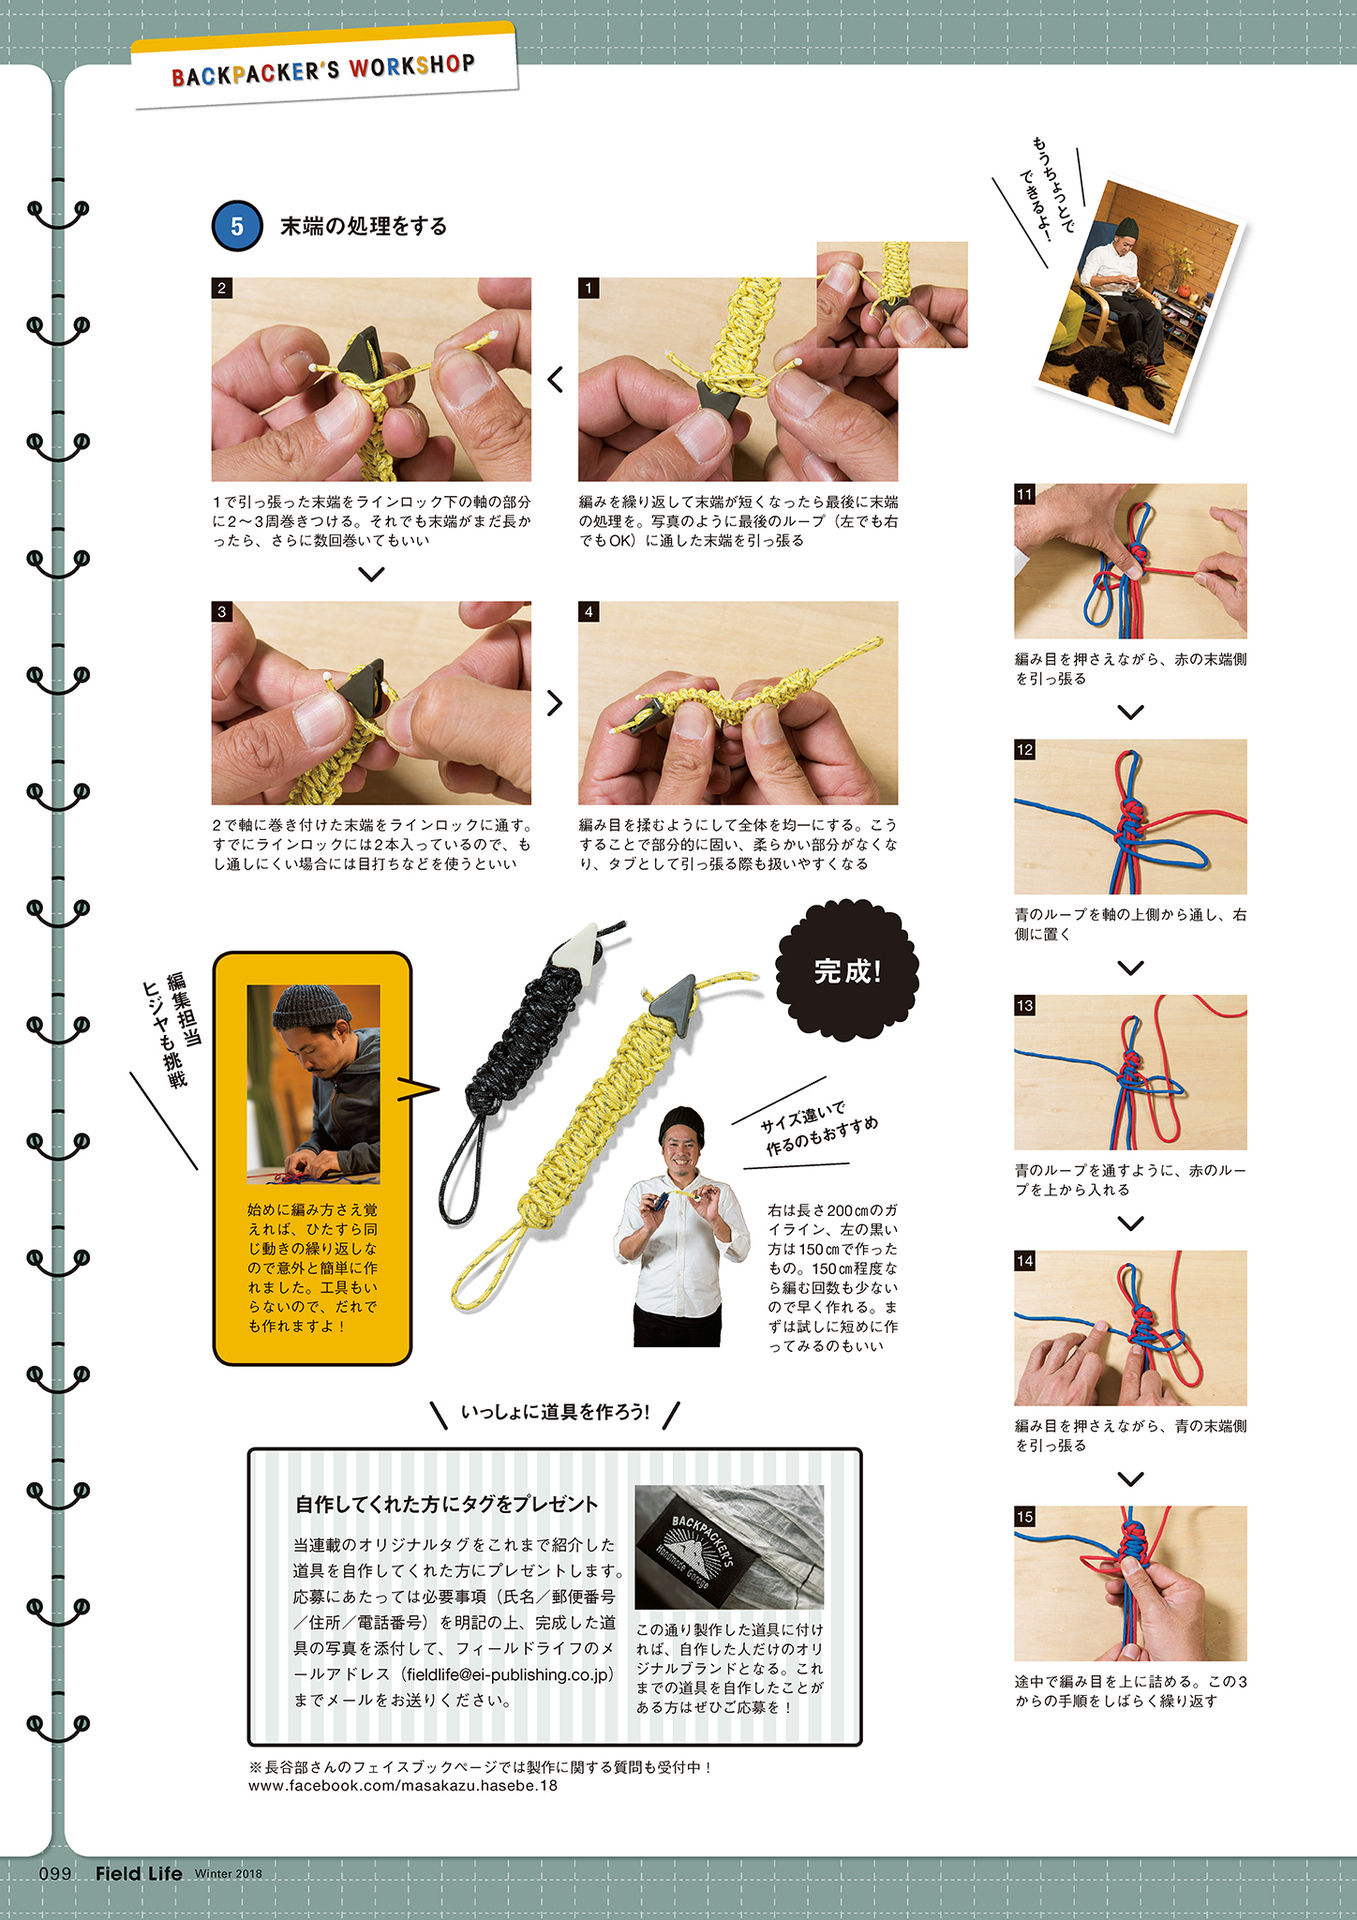 BACKPACKER'S WORKSHOP
もうちょっとで
できるよ!
11
編み目を押さえながら、赤の末端側
を引っ張る
12
青のループを軸の上側から通し、右
側に置く
13
青のループを通すように、赤のルー
プを上から入れる
14
編み目を押さえながら、青の末端側
を引っ張る
15
途中で編み目を上に詰める。この3
からの手順をしばらく繰り返す
5 末端の処理をする
1
編みを繰り返して末端が短くなったら最後に末端
の処理を。写真のように最後のループ（左でも右
でもOK）に通した末端を引っ張る
2
1で引っ張った末端をラインロック下の軸の部分
に2〜3周巻きつける。それでも末端がまだ長か
ったら、さらに数回巻いてもいい
3
2で軸に巻き付けた末端をラインロックに通す。
すでにラインロックには2本入っているので、も
し通しにくい場合には目打ちなどを使うといい
4
編み目を揉むようにして全体を均一にする。こう
することで部分的に固い、柔らかい部分がなくな
り、タブとして引っ張る際も扱いやすくなる
完成!
サイズ違いで
作るのもおすすめ
右は長さ200㎝のガ
イライン、左の黒い
方は150㎝で作った
もの。150㎝程度な
ら編む回数も少ない
ので早く作れる。ま
ずは試しに短めに作
ってみるのもいい
編集担当
ヒジヤも挑戦
始めに編み方さえ覚
えれば、ひたすら同
じ動きの繰り返しな
ので意外と簡単に作
れました。工具もい
らないので、だれで
も作れますよ！
いっしょに道具を作ろう!
自作してくれた方にタグをプレゼント
当連載のオリジナルタグをこれまで紹介した
道具を自作してくれた方にプレゼントします。
応募にあたっては必要事項（氏名／郵便番号
／住所／電話番号）を明記の上、完成した道
具の写真を添付して、フィールドライフのメ
ールアドレス（fieldlife@ei-publishing.co.jp）
までメールをお送りください。
BACKPACKER'S
Handmade Garage
この通り製作した道具に付け
れば、自作した人だけのオリ
ジナルブランドとなる。これ
までの道具を自作したことが
ある方はぜひご応募を！
※長谷部さんのフェイスブックページでは製作に関する質問も受付中！
www.facebook.com/masakazu.hasebe.18
099 Field Life Winter 2018